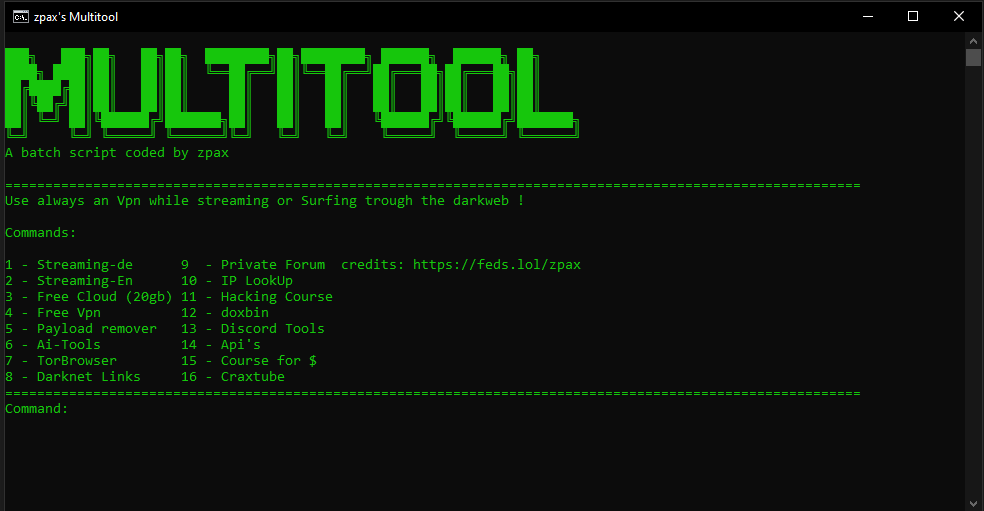 zpax's Multitool
MULTITOOL
A batch script coded by zpax
===========================================================================================================
Use always an Vpn while streaming or Surfing trough the darkweb !
Commands:
1 - Streaming-de      9  - Private Forum  credits: https://feds.lol/zpax
2 - Streaming-En      10 - IP LookUp
3 - Free Cloud (20gb) 11 - Hacking Course
4 - Free Vpn          12 - doxbin
5 - Payload remover   13 - Discord Tools
6 - Ai-Tools          14 - Api's
7 - TorBrowser        15 - Course for $
8 - Darknet Links     16 - Craxtube
===========================================================================================================
Command: